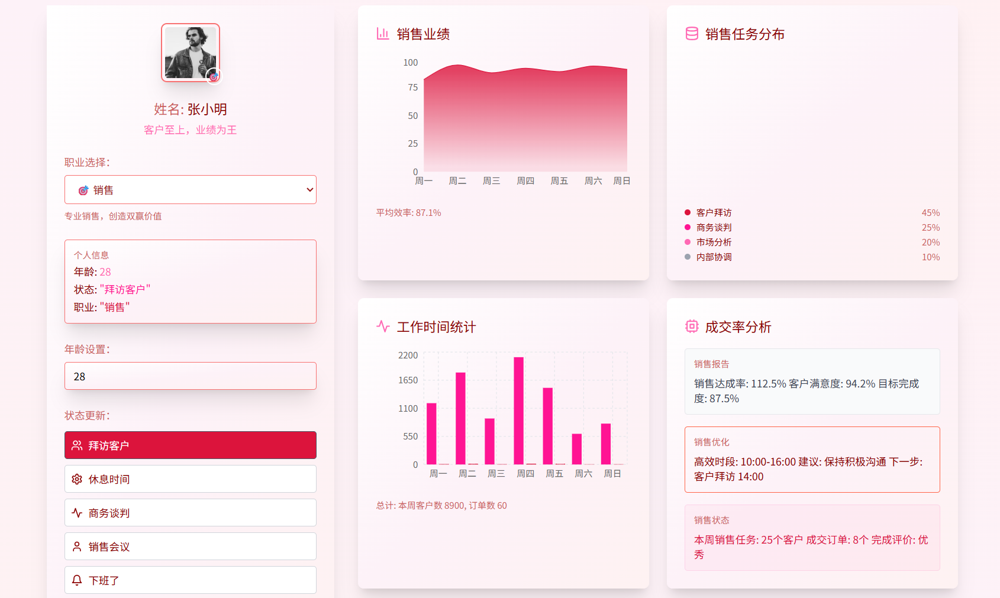 姓名: 张小明
客户至上，业绩为王
职业选择：
🎯 销售
专业销售，创造双赢价值
个人信息
年龄: 28
状态: "拜访客户"
职业: "销售"
年龄设置：
28
状态更新：
拜访客户
休息时间
商务谈判
销售会议
下班了
销售业绩
100
75
50
25
0
周一 周二 周三 周四 周五 周六 周日
平均效率: 87.1%
销售任务分布
客户拜访 45%
商务谈判 25%
市场分析 20%
内部协调 10%
工作时间统计
2200
1650
1100
550
0
周一 周二 周三 周四 周五 周六 周日
总计: 本周客户数 8900, 订单数 60
成交率分析
销售报告
销售达成率: 112.5% 客户满意度: 94.2% 目标完成
度: 87.5%
销售优化
高效时段: 10:00-16:00 建议: 保持积极沟通 下一步:
客户拜访 14:00
销售状态
本周销售任务: 25个客户 成交订单: 8个 完成评价: 优
秀